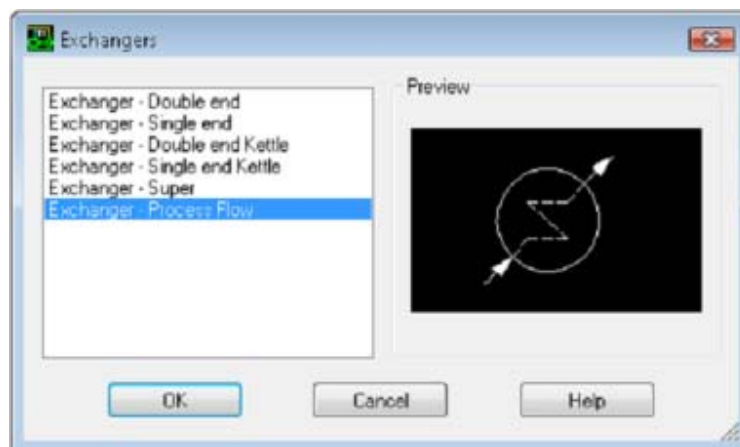 Exchangers
Exchanger - Double end
Exchanger - Single end
Exchanger - Double end Kettle
Exchanger - Single end Kettle
Exchanger - Super
Exchanger - Process Flow
Preview
OK
Cancel
Help